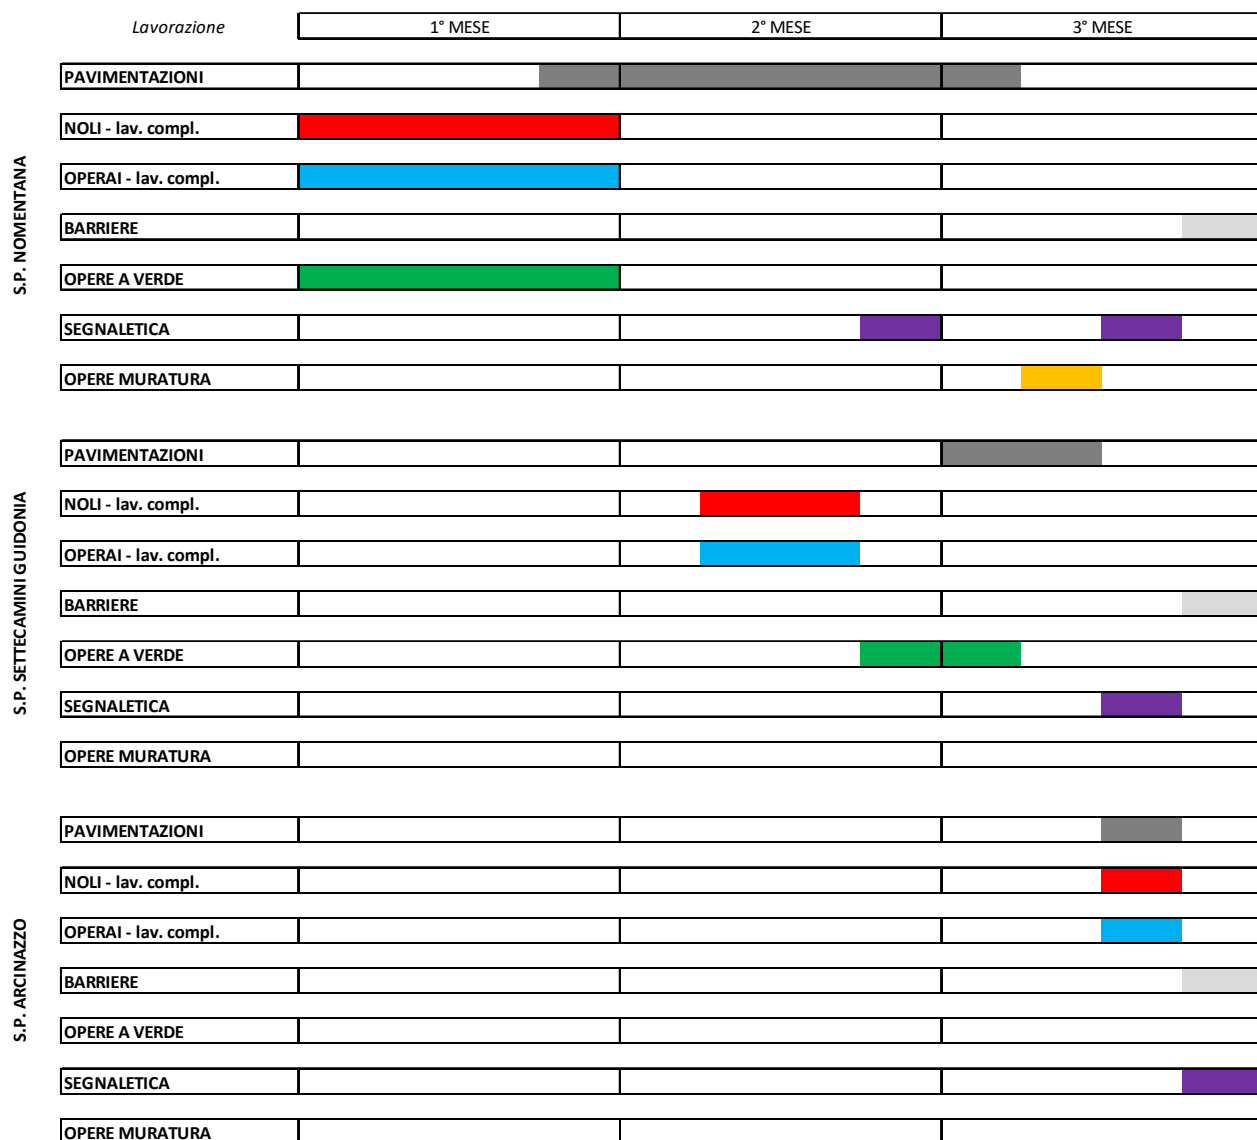 Lavorazione 1° MESE 2° MESE 3° MESE
S.P. NOMENTANA
PAVIMENTAZIONI
NOLI - lav. compl.
OPERAI - lav. compl.
BARRIERE
OPERE A VERDE
SEGNALETICA
OPERE MURATURA
S.P. SETTECAMINI GUIDONIA
PAVIMENTAZIONI
NOLI - lav. compl.
OPERAI - lav. compl.
BARRIERE
OPERE A VERDE
SEGNALETICA
OPERE MURATURA
S.P. ARCINAZZO
PAVIMENTAZIONI
NOLI - lav. compl.
OPERAI - lav. compl.
BARRIERE
OPERE A VERDE
SEGNALETICA
OPERE MURATURA